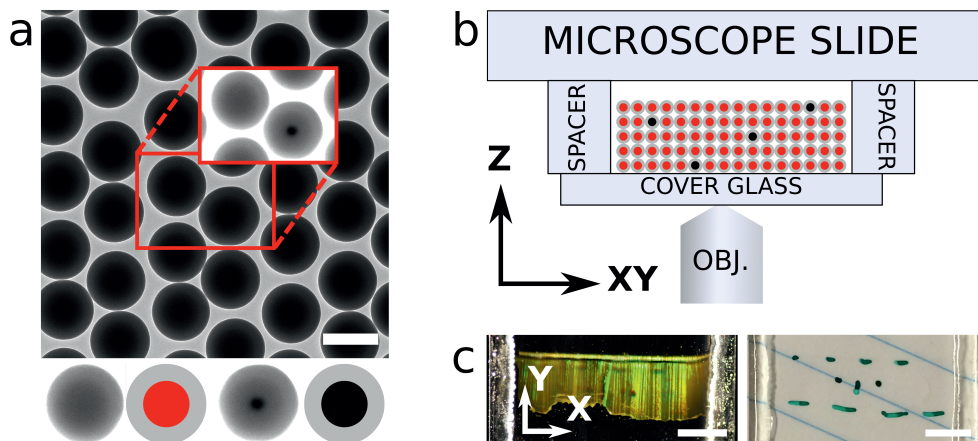 a
b
MICROSCOPE SLIDE
SPACER
SPACER
COVER GLASS
Z
XY
OBJ.
c
Y
X